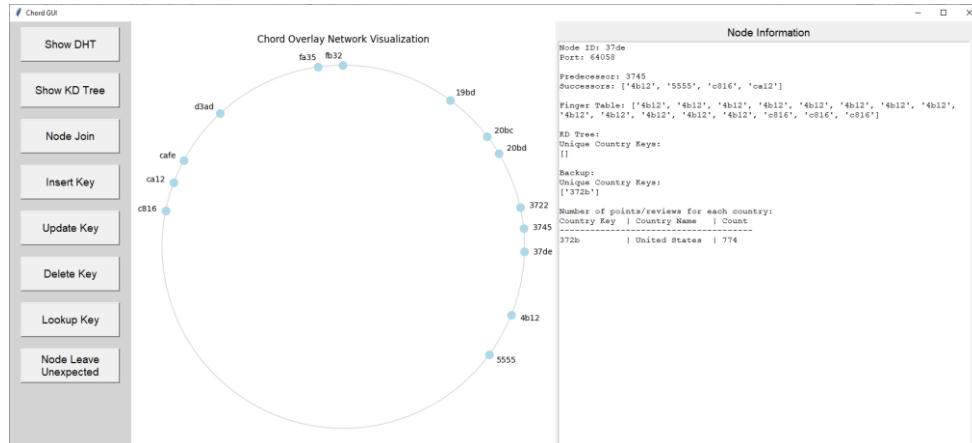 Chord GUI
Show DHT
Show KD Tree
Node Join
Insert Key
Update Key
Delete Key
Lookup Key
Node Leave
Unexpected
Chord Overlay Network Visualization
fa35
fb32
19bd
d3ad
20bc
20bd
cafe
ca12
c816
3722
3745
37de
4b12
5555
Node Information
Node ID: 37de
Port: 64058
Predecessor: 3745
Successors: ['4b12', '5555', 'c816', 'ca12']
Finger Table: ['4b12', '4b12', '4b12', '4b12', '4b12', '4b12', '4b12', '4b12',
'4b12', '4b12', '4b12', '4b12', '4b12', 'c816', 'c816', 'c816']
KD Tree:
Unique Country Keys:
[]
Backup:
Unique Country Keys:
['372b']
Number of points/reviews for each country:
Country Key | Country Name | Count
----------------------------------------
372b | United States | 774